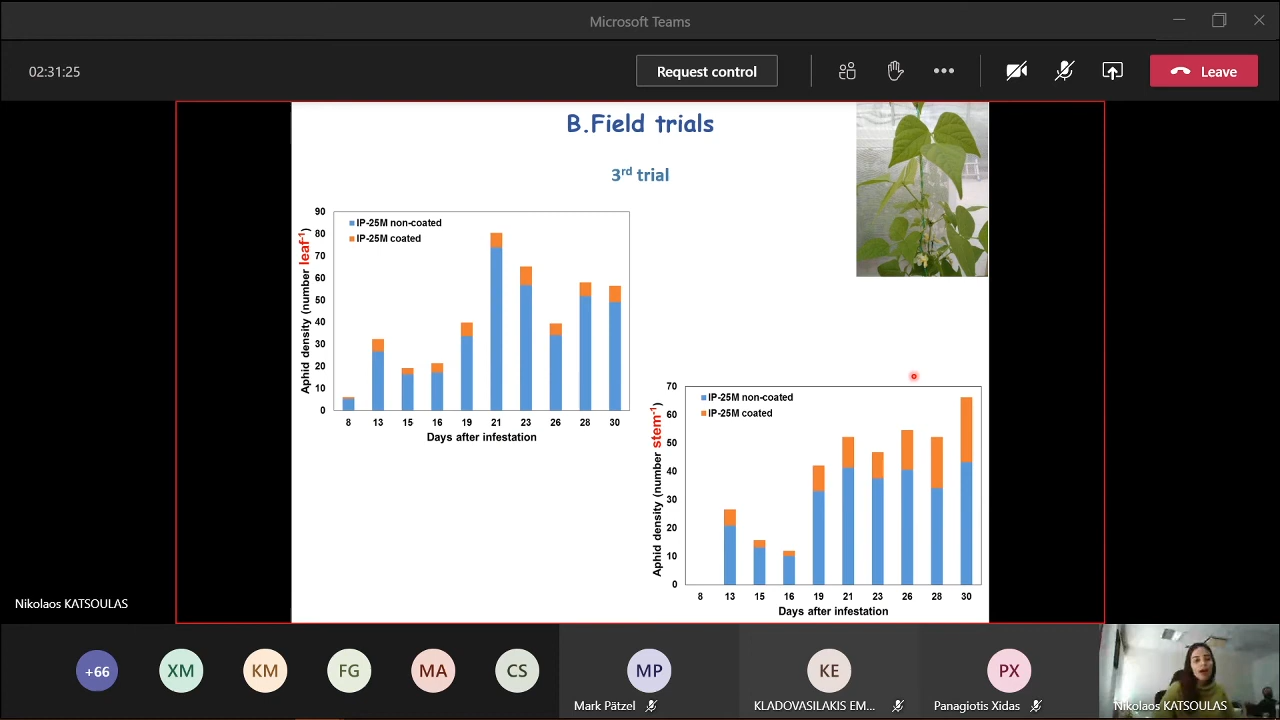 Microsoft Teams
02:31:25
Request control
Leave
B.Field trials
3rd trial
90
80
70
60
50
40
30
20
10
0
Aphid density (number leaf-1)
IP-25M non-coated
IP-25M coated
8 13 15 16 19 21 23 26 28 30
Days after infestation
70
60
50
40
30
20
10
0
Aphid density (number stem-1)
IP-25M non-coated
IP-25M coated
8 13 15 16 19 21 23 26 28 30
Days after infestation
Nikolaos KATSOULAS
+66
XM
KM
FG
MA
CS
MP
Mark Pätzel
KE
KLADOVASILAKIS EM...
PX
Panagiotis Xidas
Nikolaos KATSOULAS